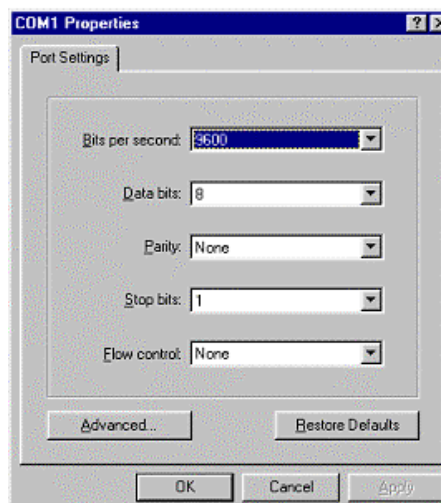 COM1 Properties
Port Settings
Bits per second: 9600
Data bits: 8
Parity: None
Stop bits: 1
Flow control: None
Advanced...
Restore Defaults
OK
Cancel
Apply